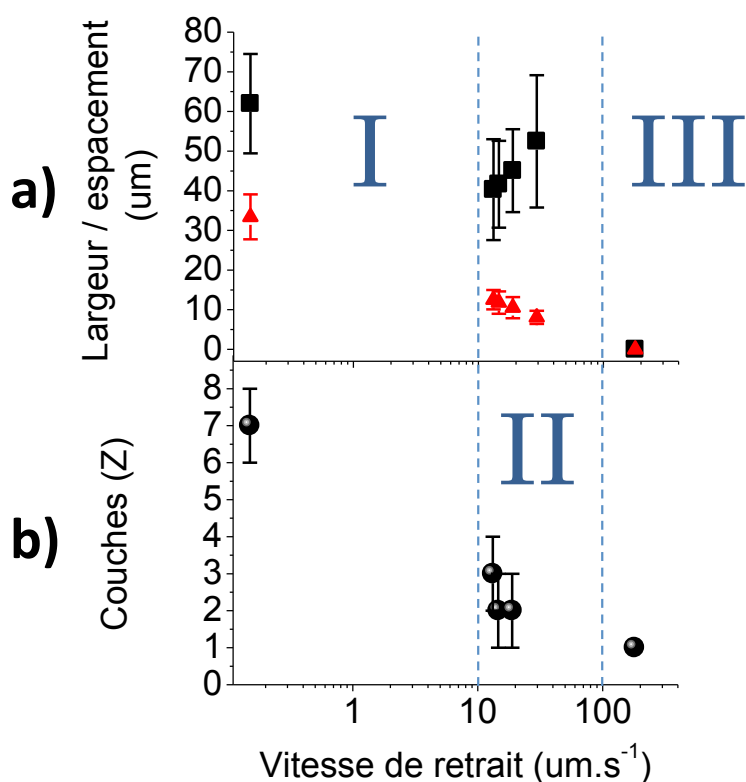 a)
Largeur / espacement
(um)
80
70
60
50
40
30
20
10
0
I
III
b)
Couches (Z)
8
7
6
5
4
3
2
1
0
II
1
10
100
Vitesse de retrait (um.s⁻¹)